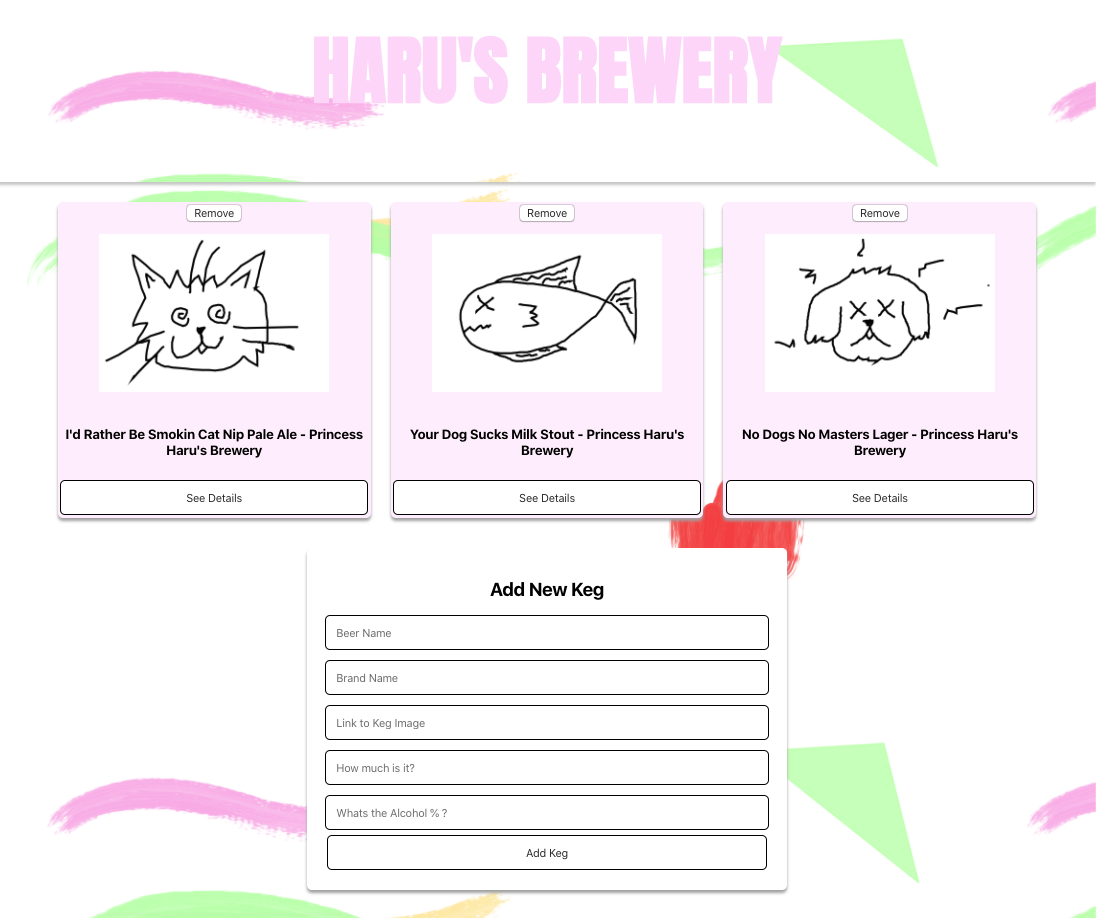 HARU'S BREWERY
Remove
Remove
Remove
I'd Rather Be Smokin Cat Nip Pale Ale - Princess
Haru's Brewery
Your Dog Sucks Milk Stout - Princess Haru's
Brewery
No Dogs No Masters Lager - Princess Haru's
Brewery
See Details
See Details
See Details
Add New Keg
Beer Name
Brand Name
Link to Keg Image
How much is it?
Whats the Alcohol % ?
Add Keg